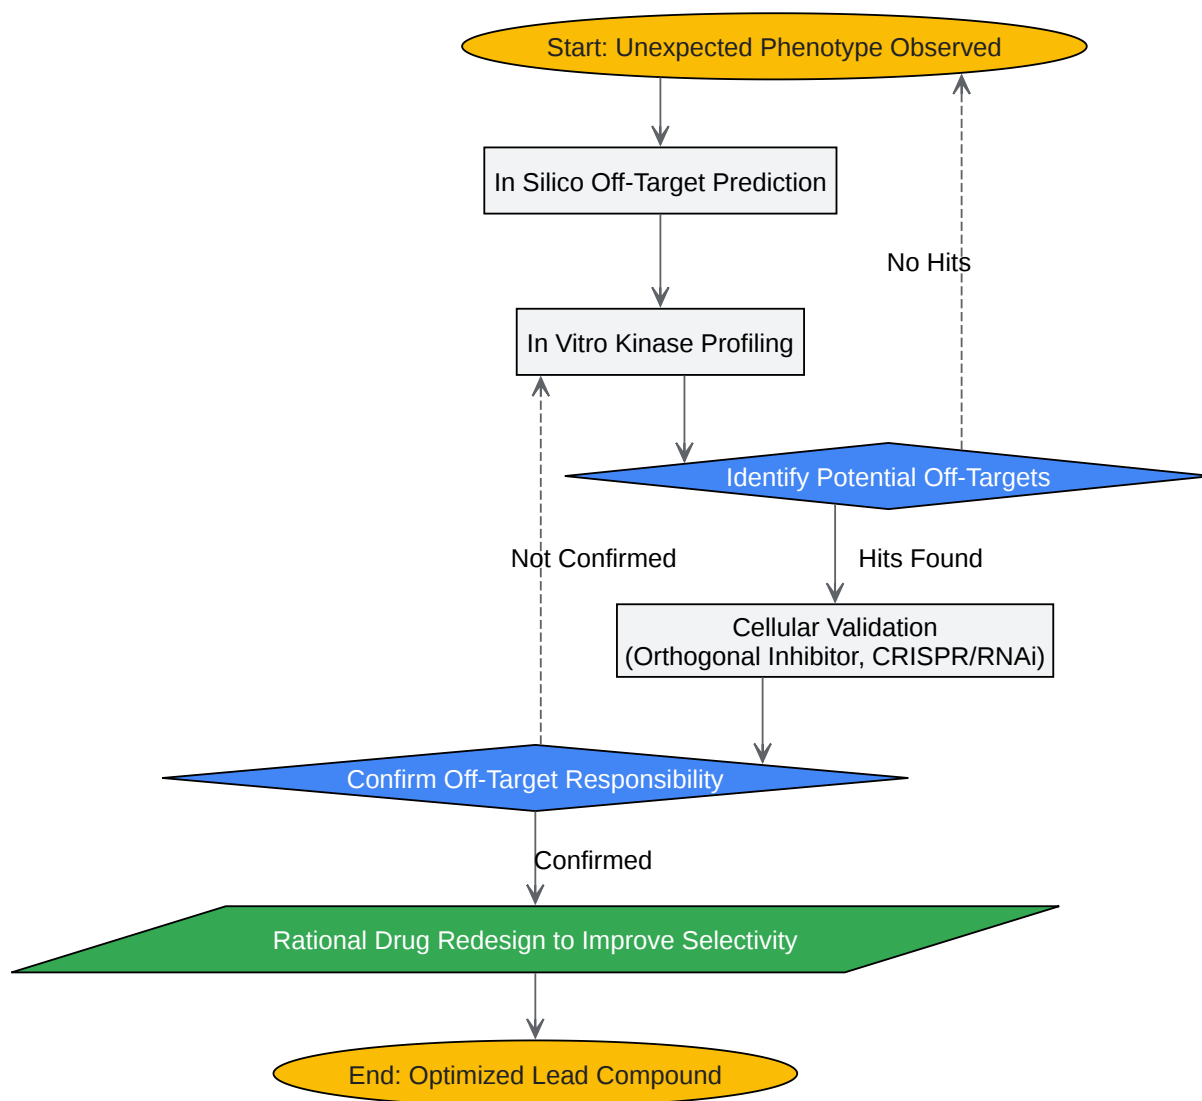 Start: Unexpected Phenotype Observed
In Silico Off-Target Prediction
No Hits
In Vitro Kinase Profiling
Identify Potential Off-Targets
Not Confirmed
Hits Found
Cellular Validation
(Orthogonal Inhibitor, CRISPR/RNAi)
Confirm Off-Target Responsibility
Confirmed
Rational Drug Redesign to Improve Selectivity
End: Optimized Lead Compound